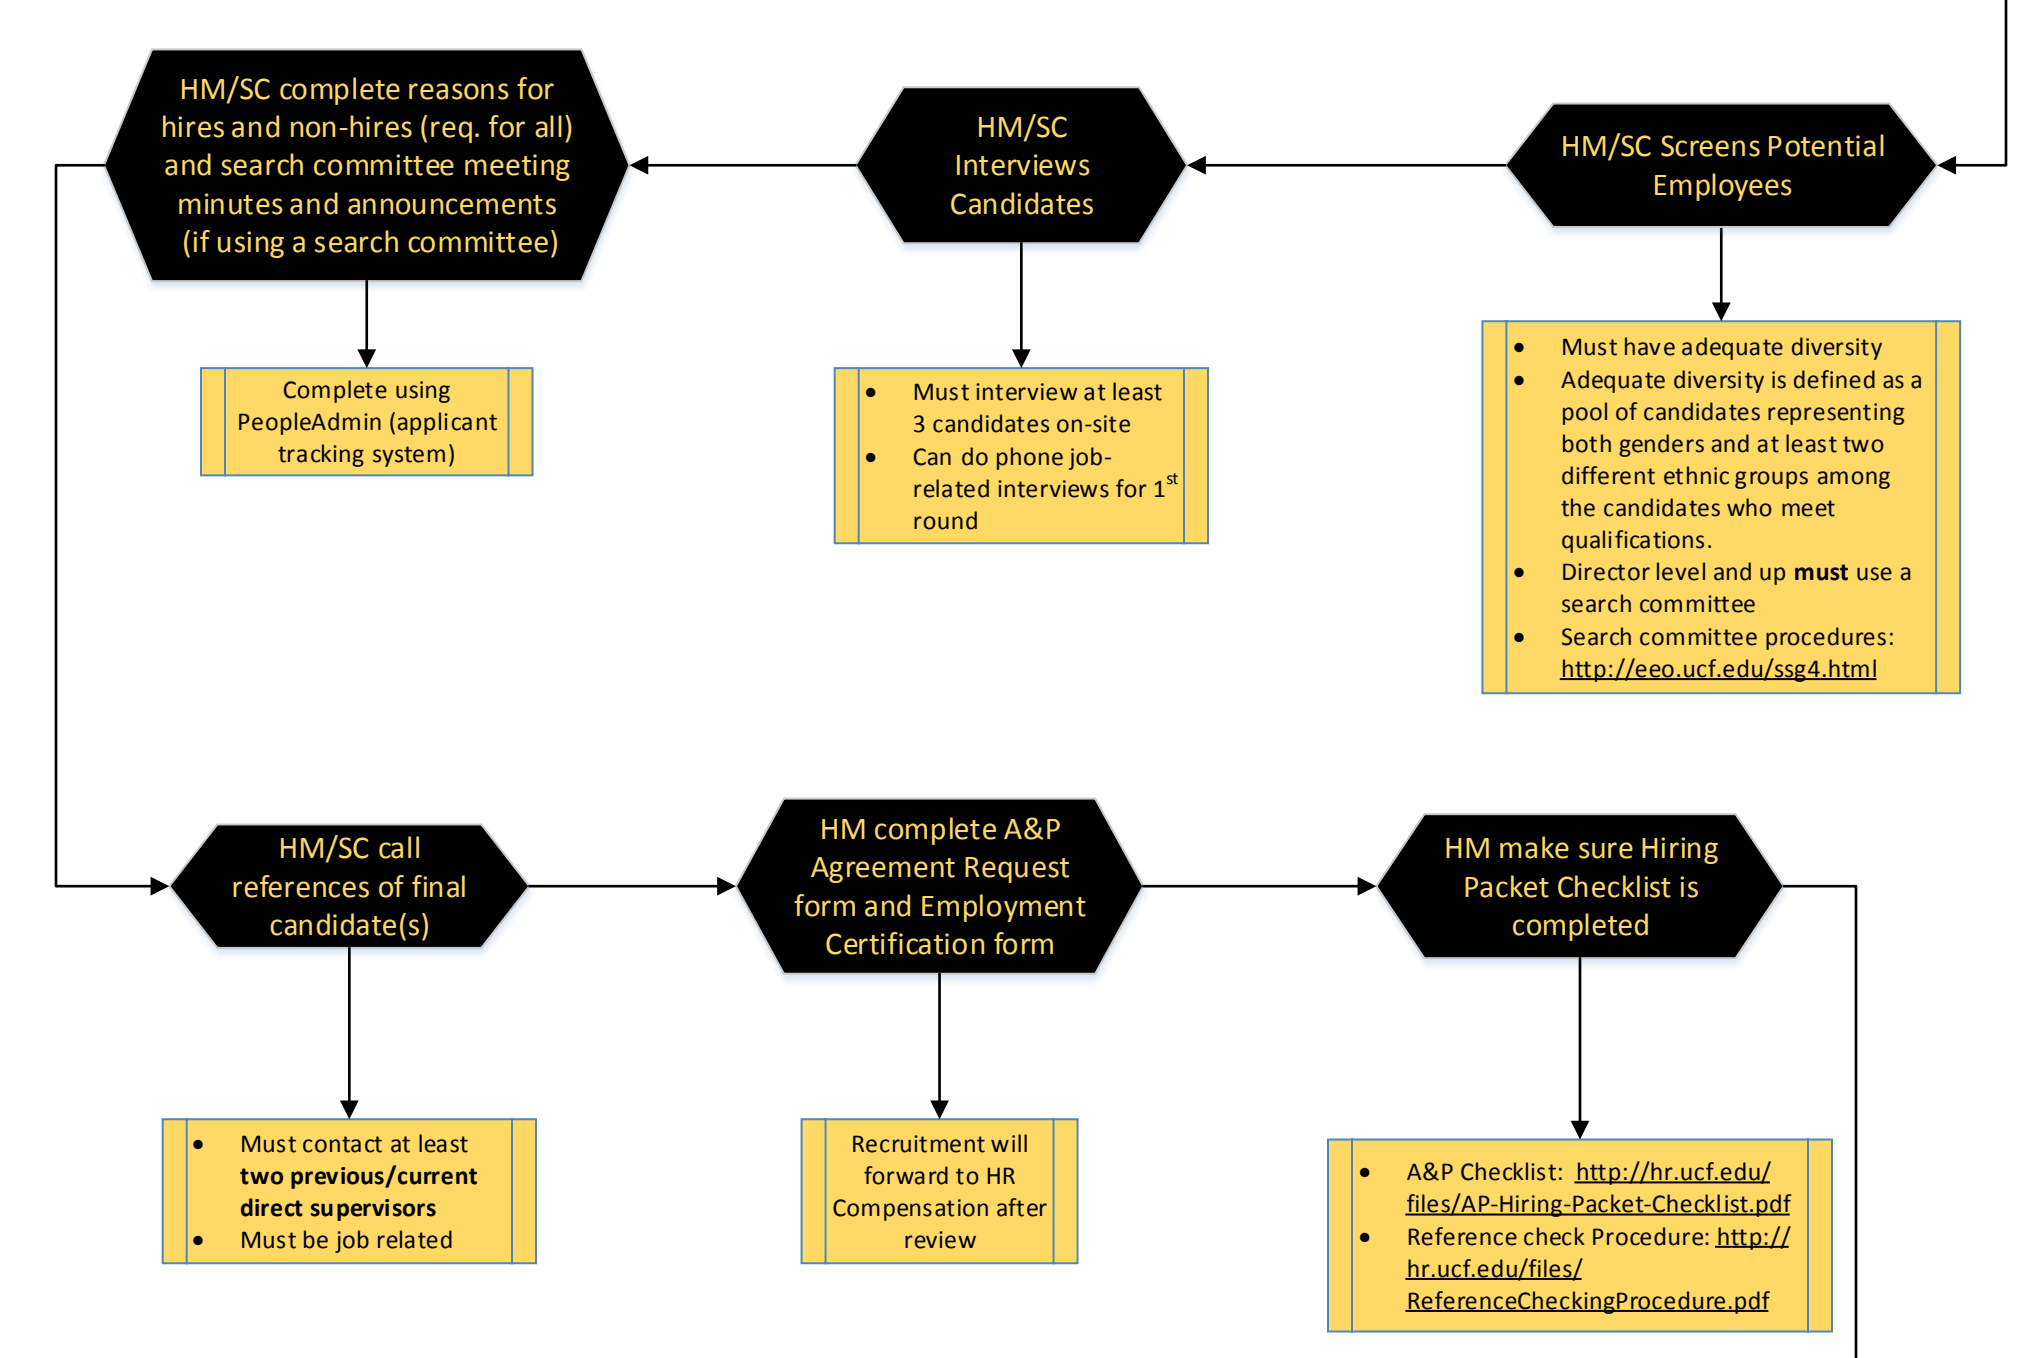 HM/SC complete reasons for
hires and non-hires (req. for all)
and search committee meeting
minutes and announcements
(if using a search committee)
HM/SC
Interviews
Candidates
HM/SC Screens Potential
Employees
Complete using
PeopleAdmin (applicant
tracking system)
• Must interview at least
3 candidates on-site
• Can do phone job-
related interviews for 1st
round
• Must have adequate diversity
• Adequate diversity is defined as a
pool of candidates representing
both genders and at least two
different ethnic groups among
the candidates who meet
qualifications.
• Director level and up must use a
search committee
• Search committee procedures:
http://eeo.ucf.edu/ssg4.html
HM/SC call
references of final
candidate(s)
HM complete A&P
Agreement Request
form and Employment
Certification form
HM make sure Hiring
Packet Checklist is
completed
• Must contact at least
two previous/current
direct supervisors
• Must be job related
Recruitment will
forward to HR
Compensation after
review
• A&P Checklist: http://hr.ucf.edu/
files/AP-Hiring-Packet-Checklist.pdf
• Reference check Procedure: http://
hr.ucf.edu/files/
ReferenceCheckingProcedure.pdf